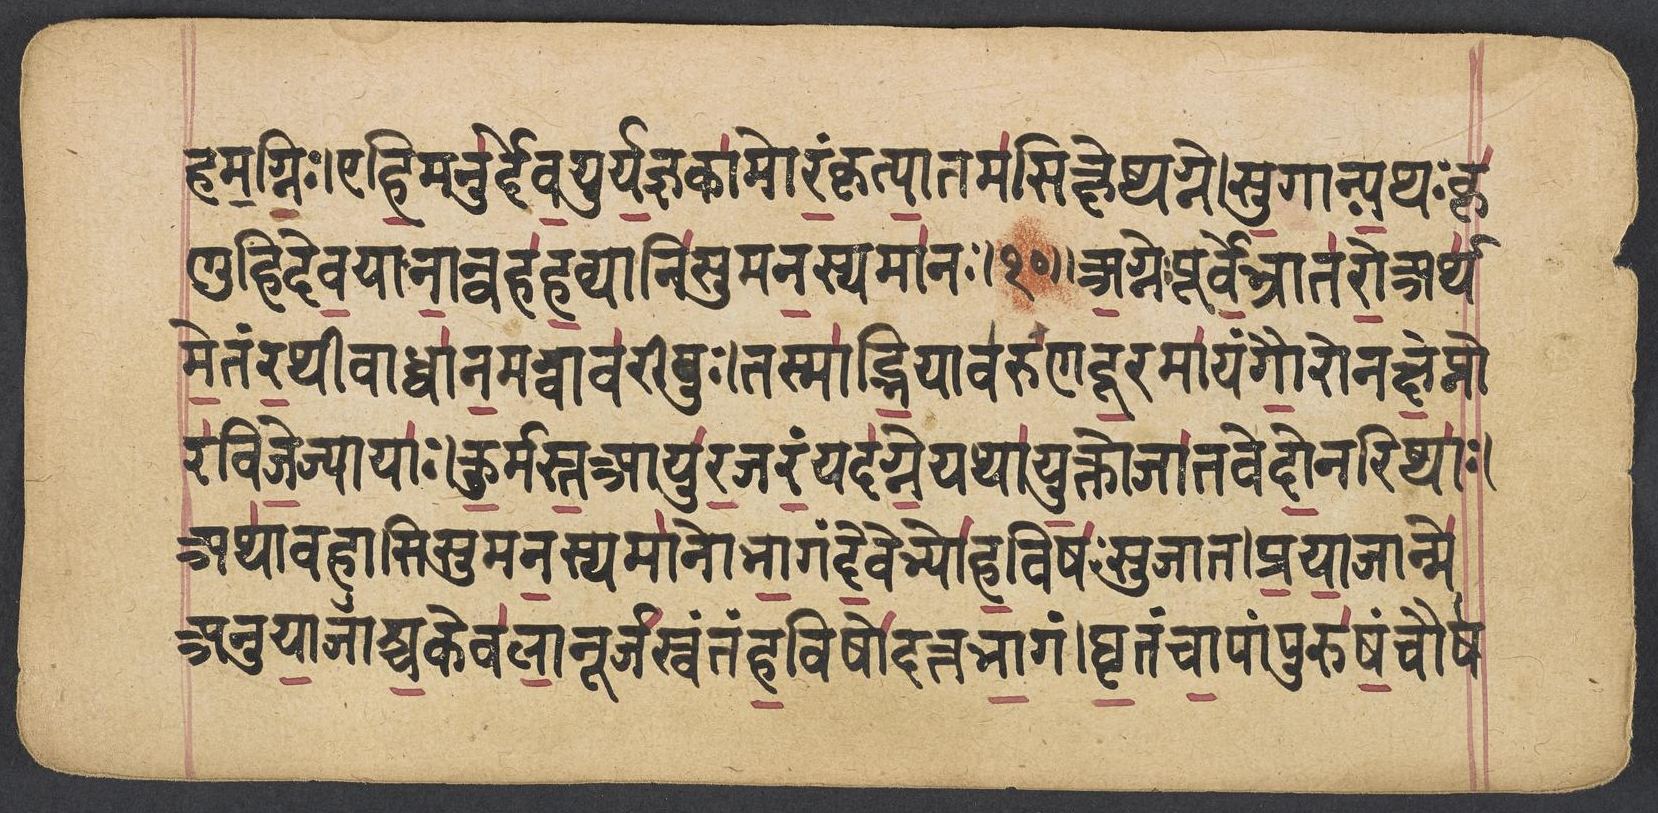 हमग्निः।एहिमनुर्देवयुर्यज्ञकामोरंकृत्यातमसिक्षेष्यग्ने।सुगान्पथःकृ
णुहिदेवयानान्वहहव्यानिसुमनस्यमानः।१०॥अग्नेःपूर्वेभ्रातरोअर्थ
मेतंरथीवाध्वानमन्वावरीवुः।तस्माद्भियावरुणदूरमायंगौरोनक्षेप्नो
रविजेज्यायाः।कुर्मस्तआयुरजरंयदग्नेयथायुक्तोजातवेदोनरिष्याः।
अथावहासिसुमनस्यमानोभागंदेवेभ्योहविषःसुजात।प्रयाजान्मे
अनुयाजाँश्चकेवलानूर्जस्वंतंहविषोदत्तभागं।घृतंचापांपुरुषंचौष